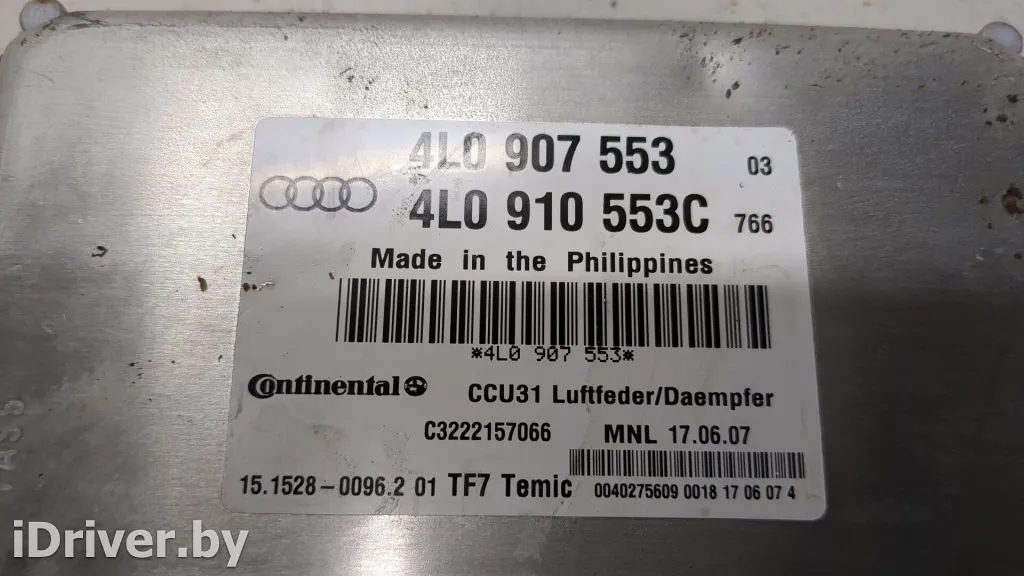 4L0 907 553 03
4L0 910 553C 766
Made in the Philippines
*4L0 907 553*
Continental CCU31 Luftfeder/Daempfer
C3222157066 MNL 17.06.07
15.1528-0096.2 01 TF7 Temic 0040275609 0018 17 06 07 4
iDriver.by